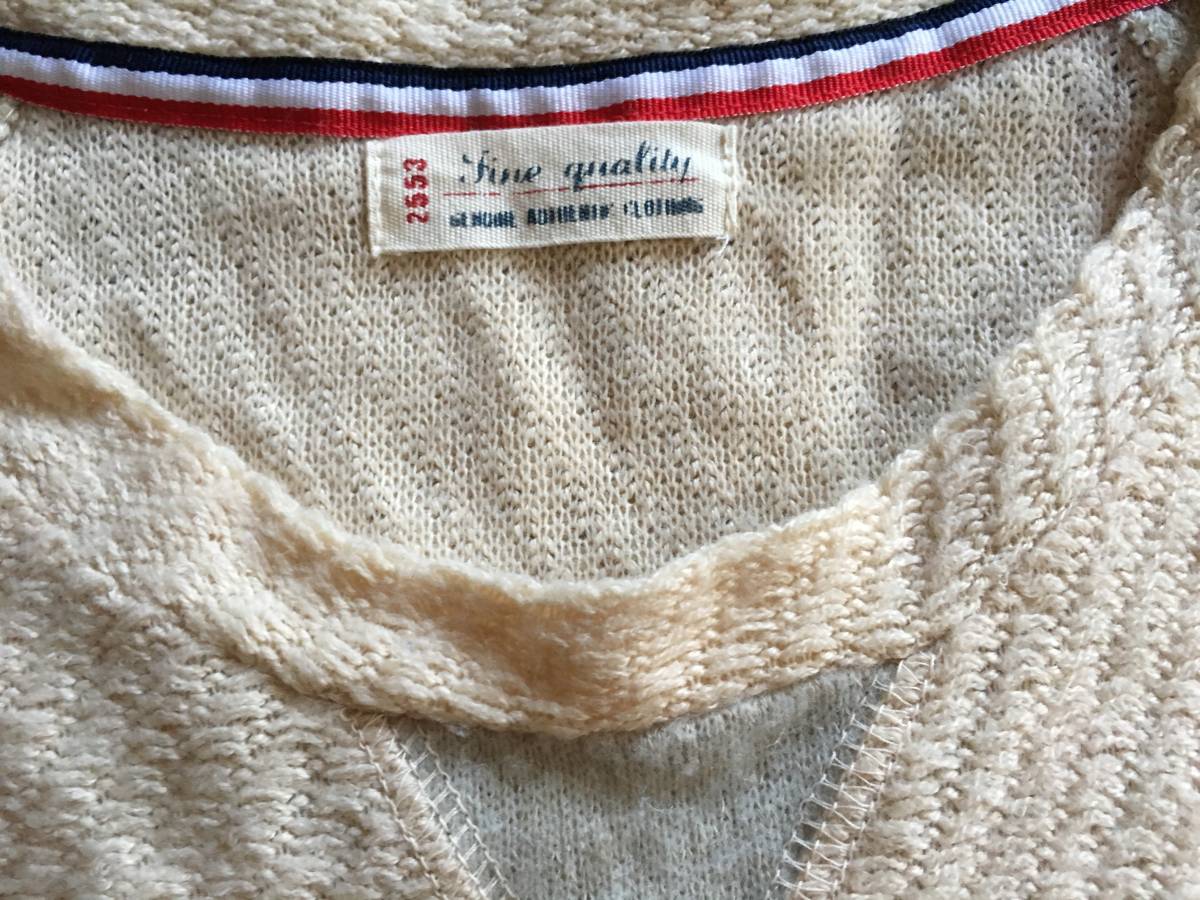 2553
Fine quality
GENUINE AUTHENTIC CLOTHING